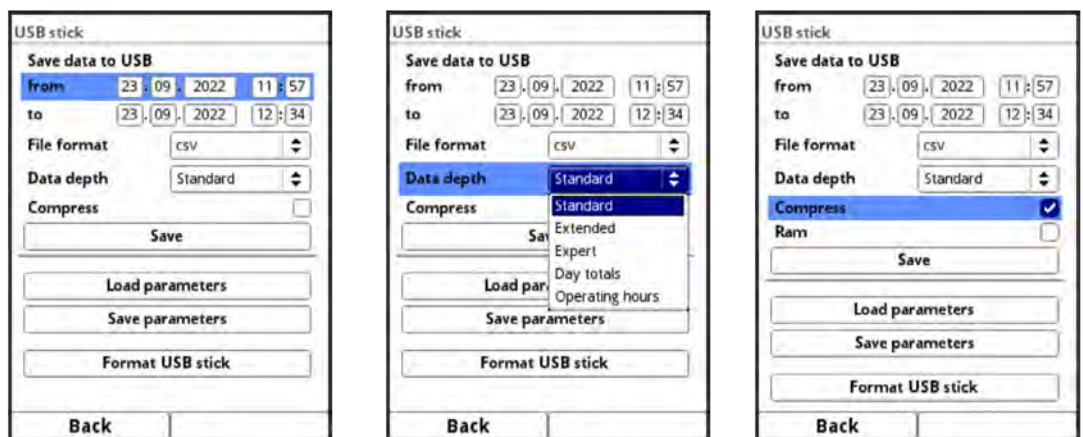 USB stick
Save data to USB
from 23 . 09 . 2022 11 : 57
to 23 . 09 . 2022 12 : 34
File format csv
Data depth Standard
Compress
Save
Load parameters
Save parameters
Format USB stick
Back
USB stick
Save data to USB
from 23 . 09 . 2022 11 : 57
to 23 . 09 . 2022 12 : 34
File format csv
Data depth Standard
Compress Standard
Extended
Sav Expert
Day totals
Load par Operating hours
Save parameters
Format USB stick
Back
USB stick
Save data to USB
from 23 . 09 . 2022 11 : 57
to 23 . 09 . 2022 12 : 34
File format csv
Data depth Standard
Compress
Ram
Save
Load parameters
Save parameters
Format USB stick
Back